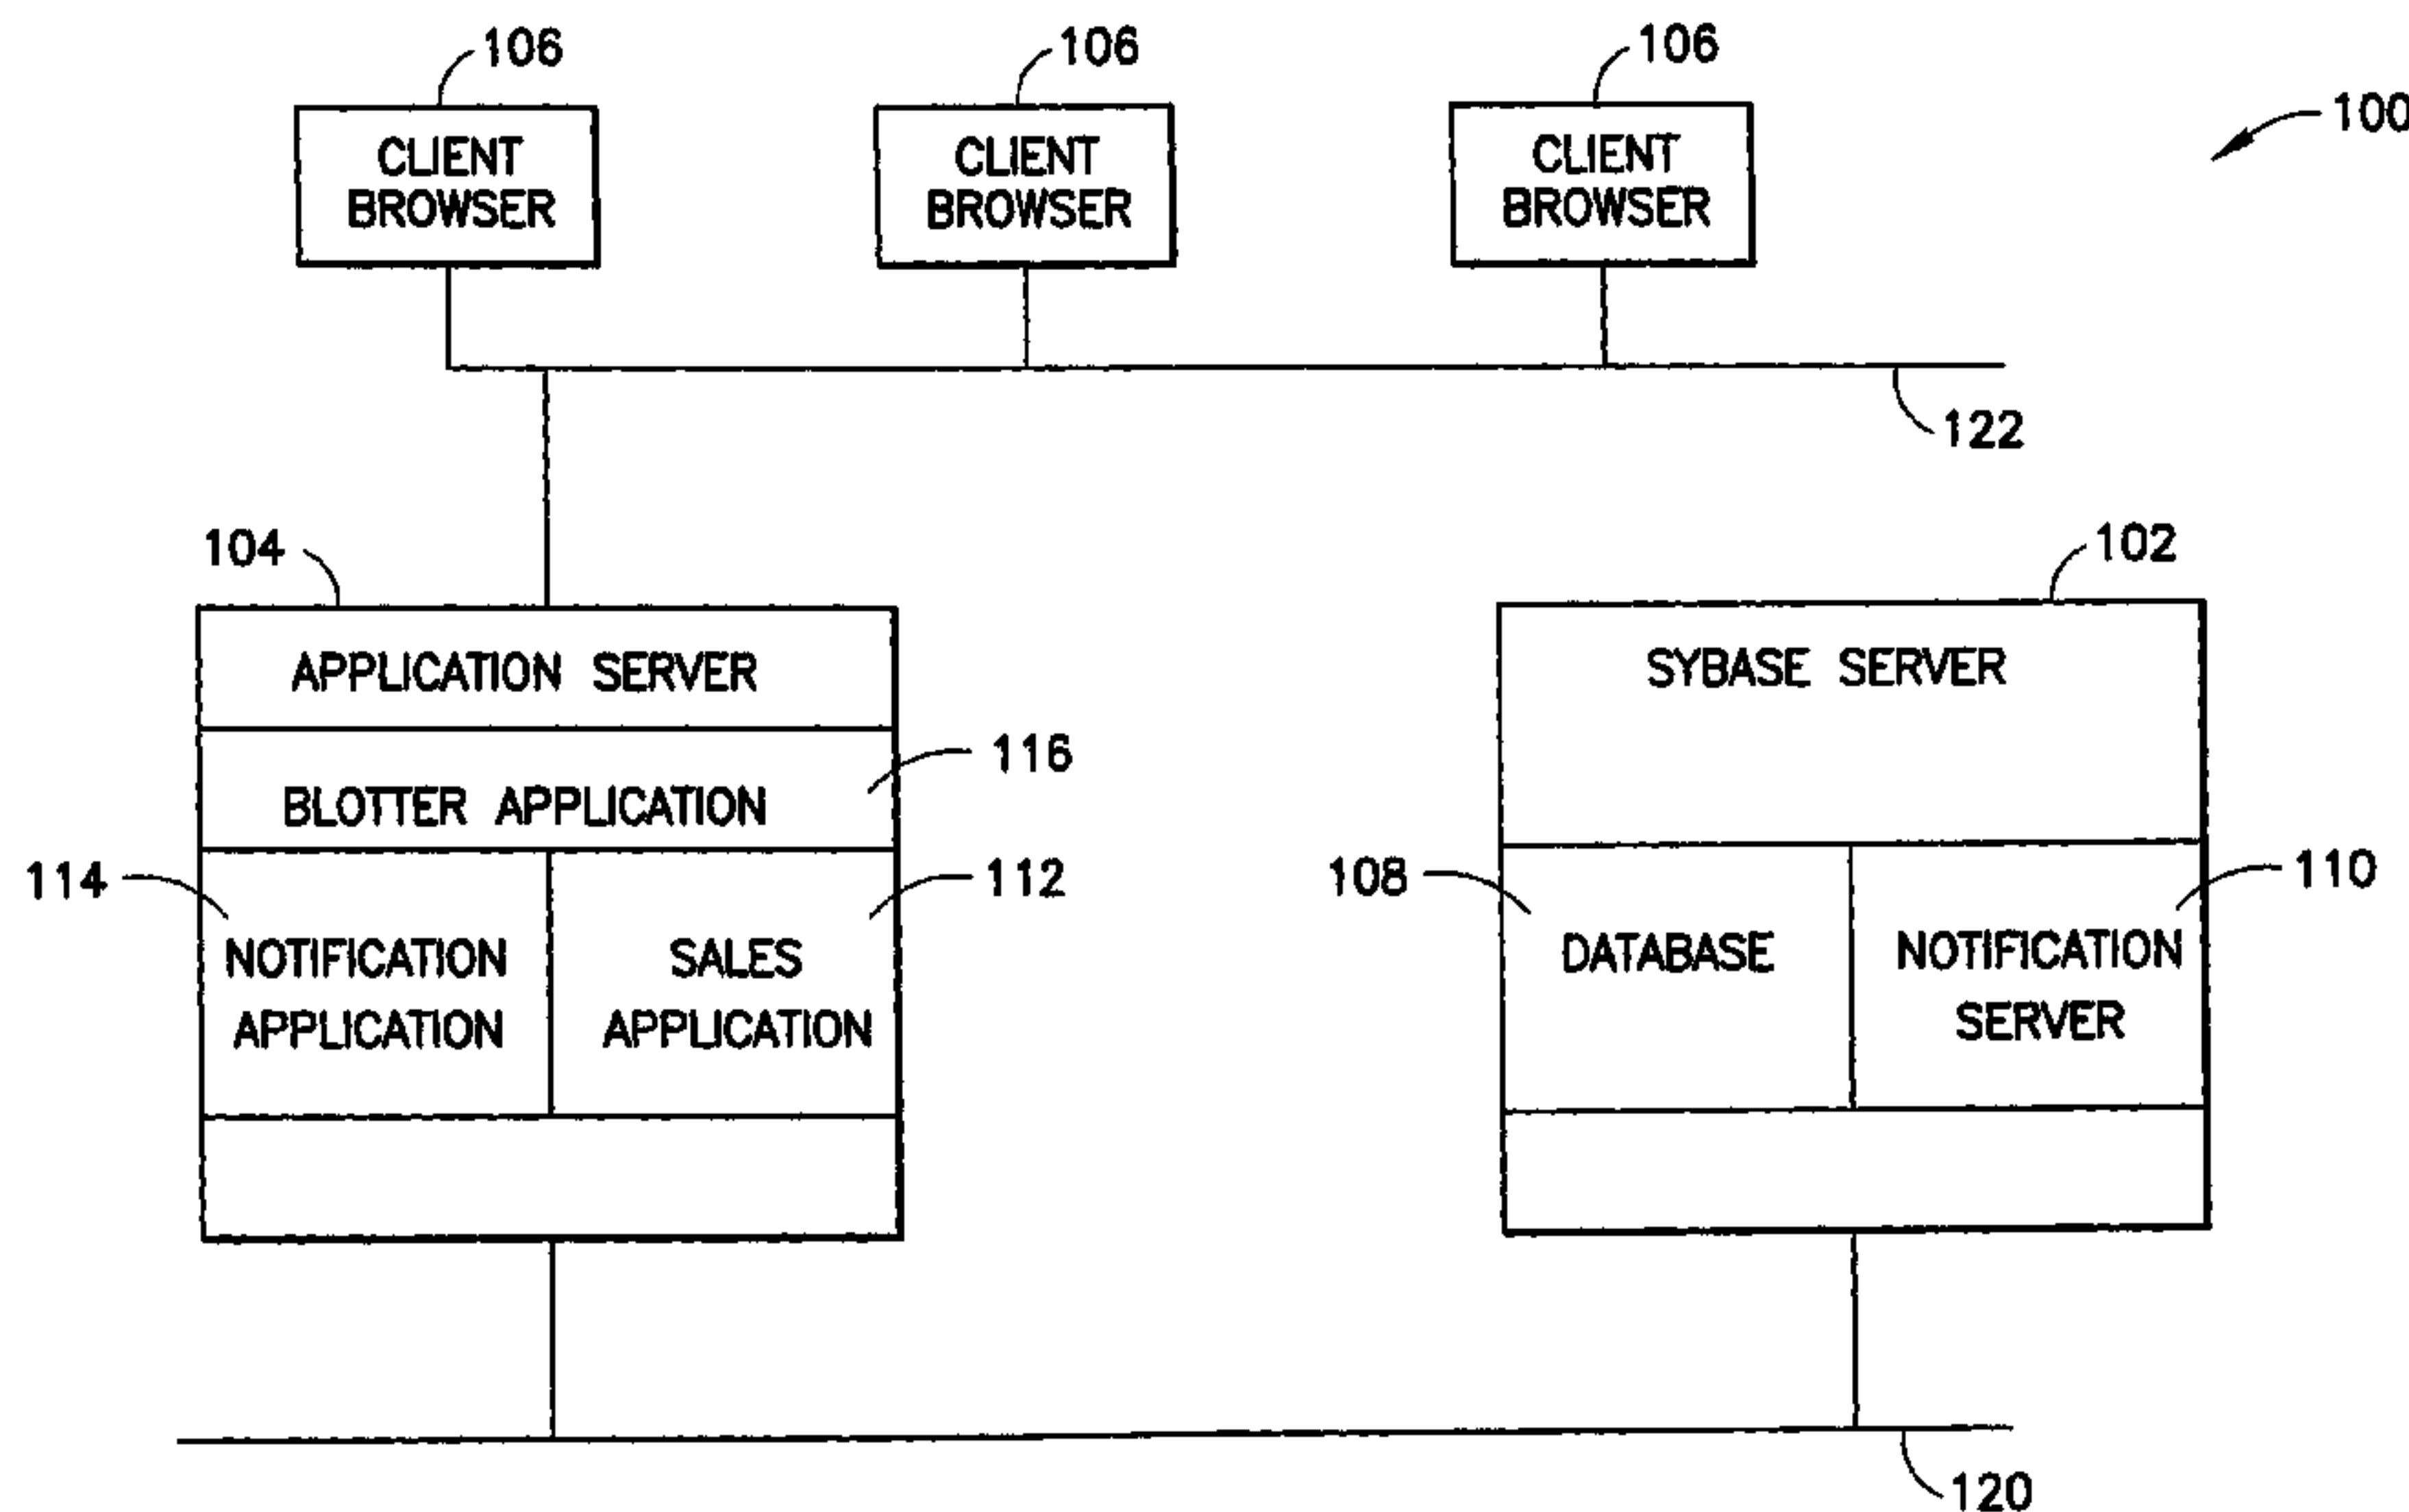 106
106
106
100
CLIENT
BROWSER
CLIENT
BROWSER
CLIENT
BROWSER
122
104
102
APPLICATION SERVER
SYBASE SERVER
116
BLOTTER APPLICATION
114
112
108
110
NOTIFICATION
APPLICATION
SALES
APPLICATION
DATABASE
NOTIFICATION
SERVER
120